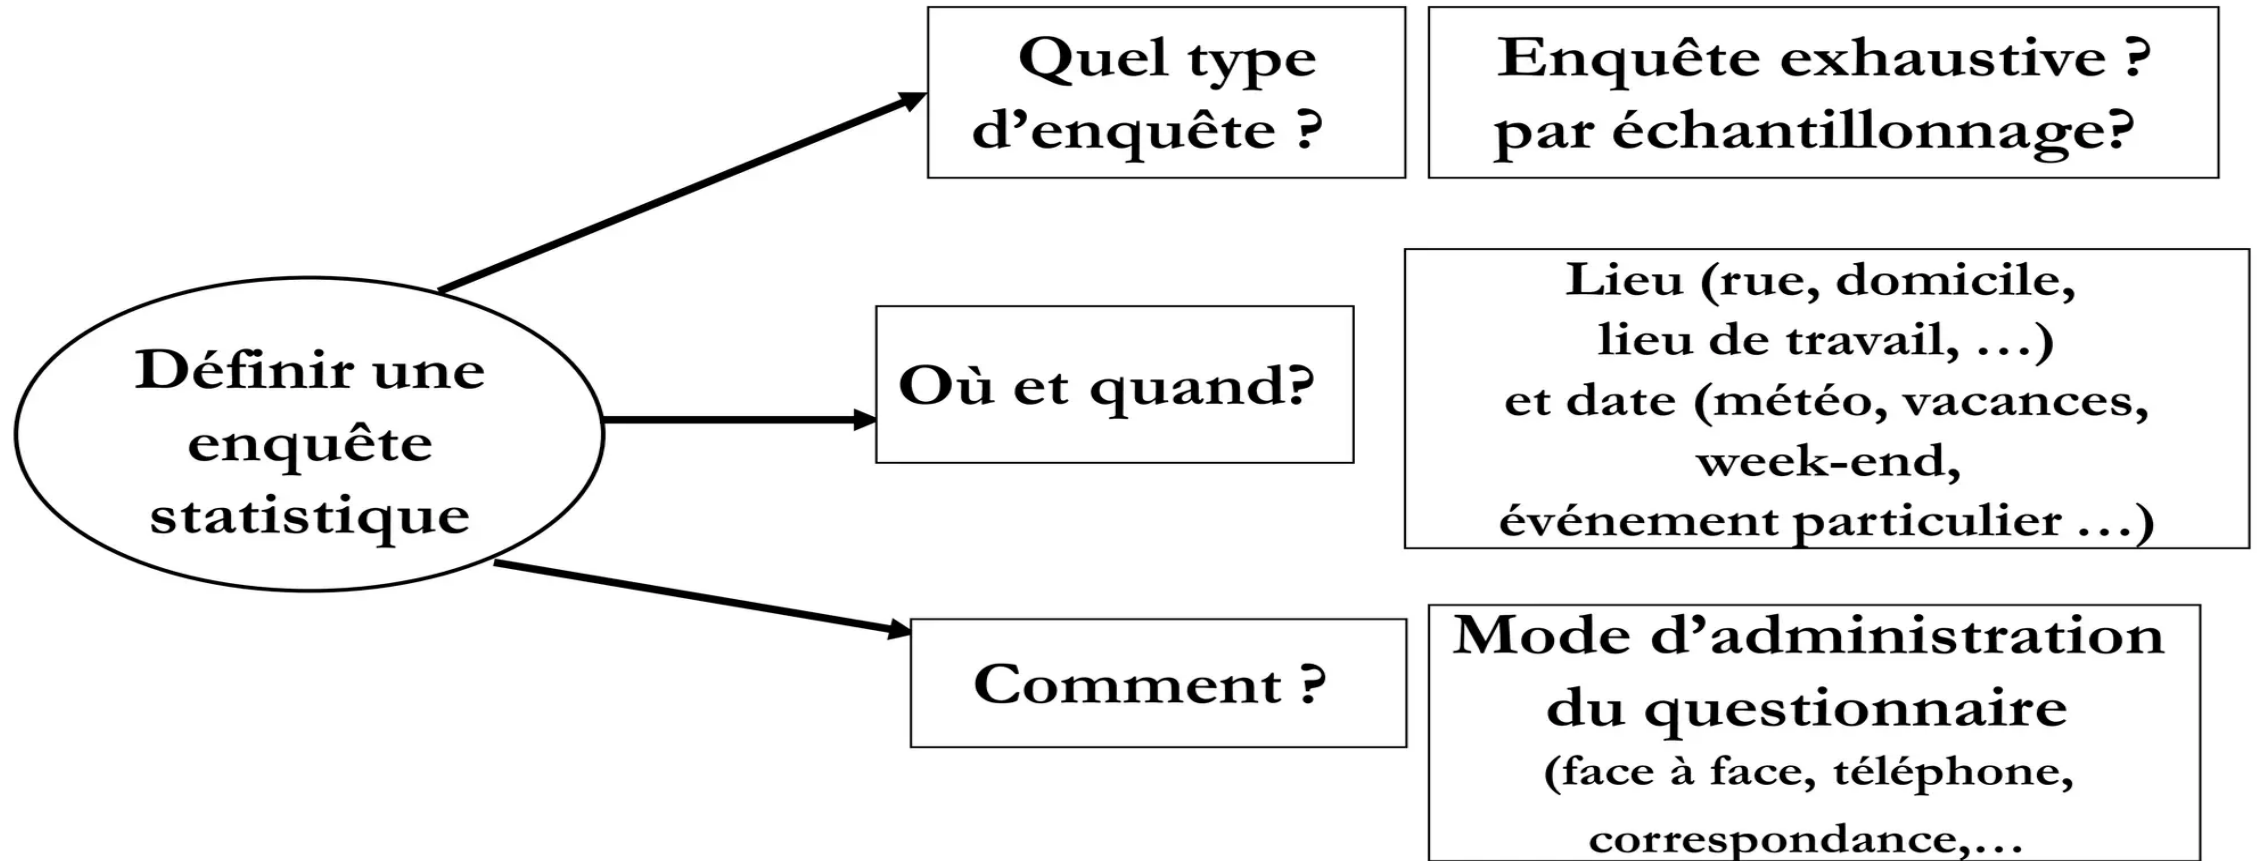 Définir une
enquête
statistique
Quel type
d’enquête ?
Enquête exhaustive ?
par échantillonnage?
Où et quand?
Lieu (rue, domicile,
lieu de travail, …)
et date (météo, vacances,
week-end,
événement particulier …)
Comment ?
Mode d’administration
du questionnaire
(face à face, téléphone,
correspondance,…